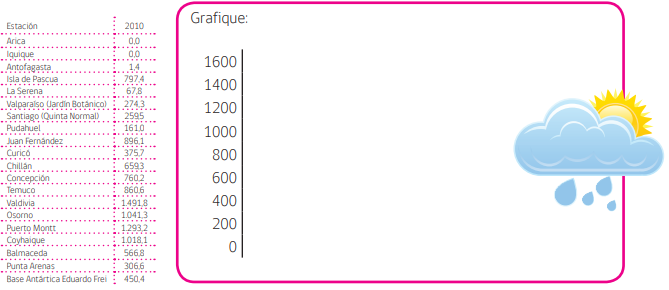 Estación 2010
Arica 0,0
Iquique 0,0
Antofagasta 1,4
Isla de Pascua 797,4
La Serena 67,8
Valparaíso (Jardín Botánico) 274,3
Santiago (Quinta Normal) 259,5
Pudahuel 161,0
Juan Fernández 896,1
Curicó 375,7
Chillán 659,3
Concepción 760,2
Temuco 860,6
Valdivia 1.491,8
Osorno 1.041,3
Puerto Montt 1.293,2
Coyhaique 1.018,1
Balmaceda 566,8
Punta Arenas 306,6
Base Antártica Eduardo Frei 450,4
Grafique:
1600
1400
1200
1000
800
600
400
200
0